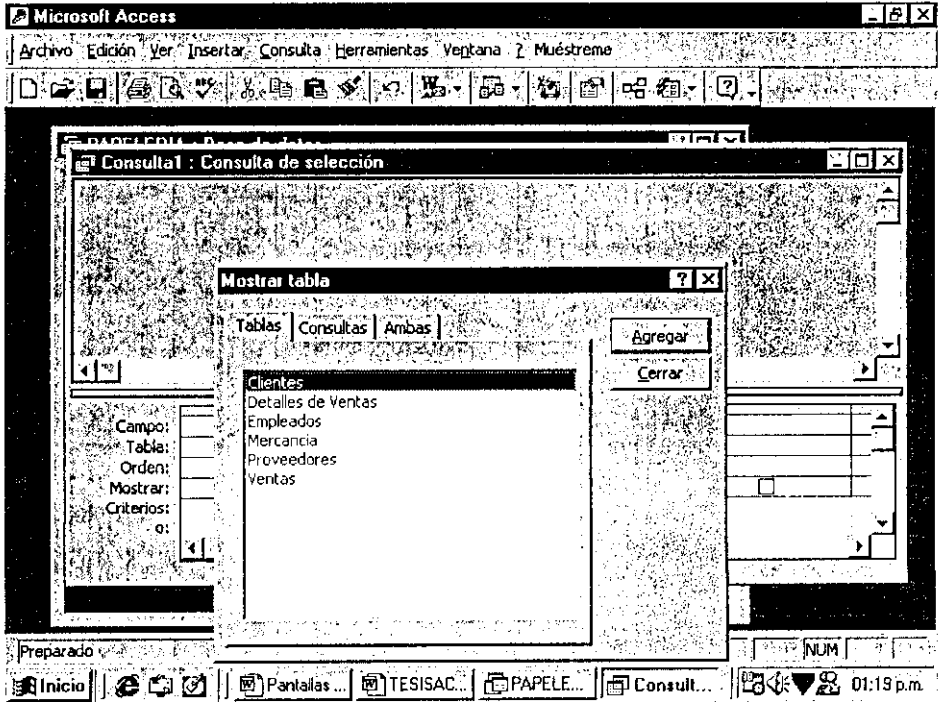 Microsoft Access
Archivo Edición Ver Insertar Consulta Herramientas Ventana ? Muéstreme
Consulta1 : Consulta de selección
Mostrar tabla
Tablas Consultas Ambas
Agregar
Cerrar
Clientes
Detalles de Ventas
Empleados
Mercancia
Proveedores
Ventas
Campo:
Tabla:
Orden:
Mostrar:
Criterios:
o:
Preparado
NUM
Inicio
Pantallas ...
TESISAC...
PAPELE...
Consult...
01:19 p.m.